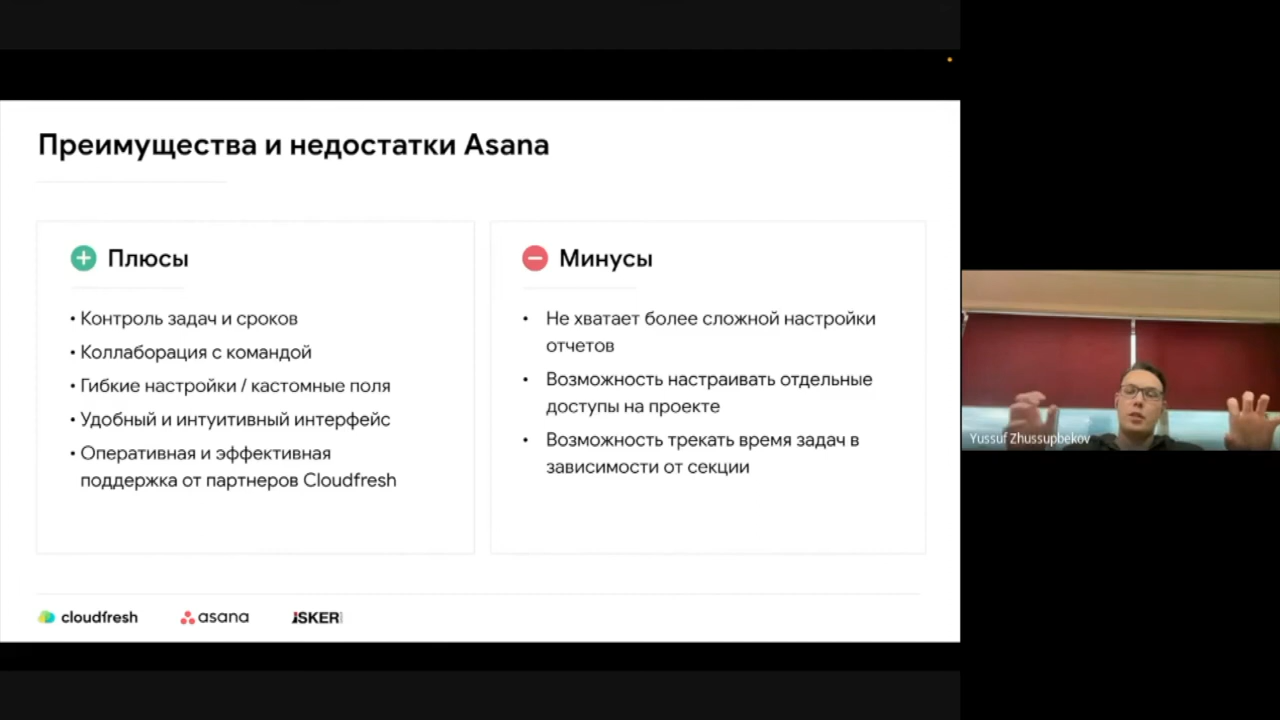 Преимущества и недостатки Asana
Плюсы
• Контроль задач и сроков
• Коллаборация с командой
• Гибкие настройки / кастомные поля
• Удобный и интуитивный интерфейс
• Оперативная и эффективная
поддержка от партнеров Cloudfresh
Минусы
• Не хватает более сложной настройки
отчетов
• Возможность настраивать отдельные
доступы на проекте
• Возможность трекать время задач в
зависимости от секции
cloudfresh
asana
ISKER
Yussuf Zhussupbekov